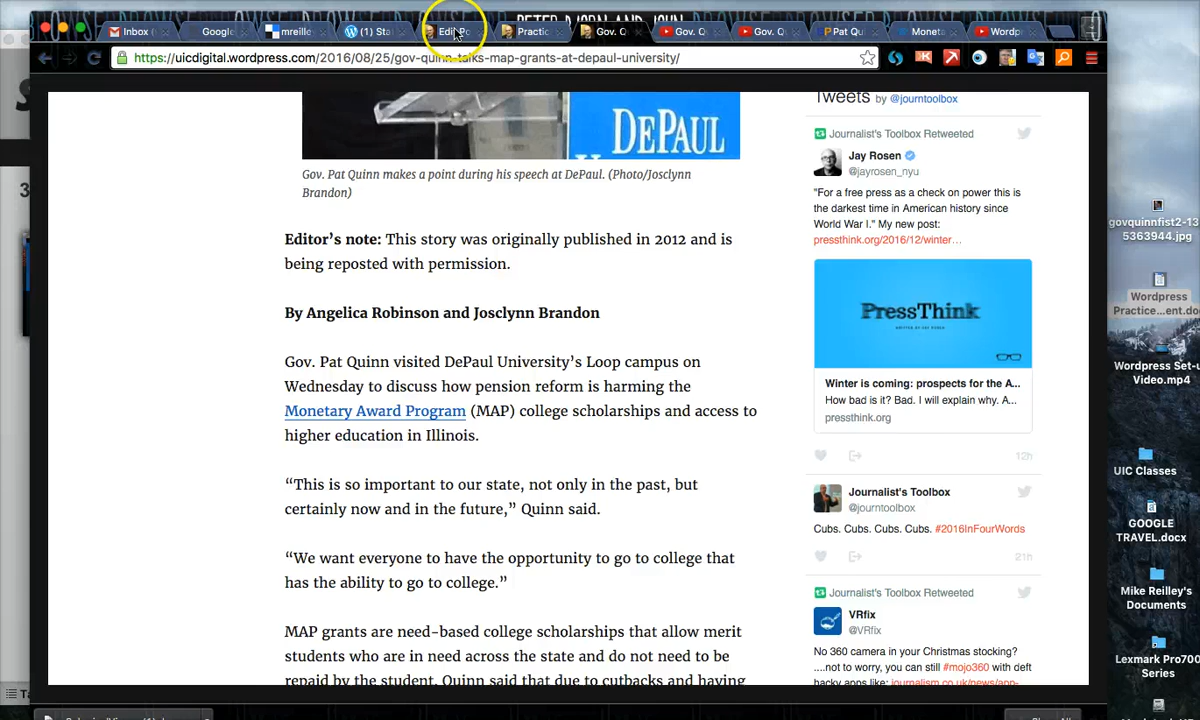 Inbox
Google
mreille
(1) Sta
Edit Po
Practic
Gov. Q
Gov. Q
Gov. Q
Pat Qu
Moneta
Wordp
https://uicdigital.wordpress.com/2016/08/25/gov-quinn-talks-map-grants-at-depaul-university/
DEPAUL
Gov. Pat Quinn makes a point during his speech at DePaul. (Photo/Josclynn
Brandon)
Editor's note: This story was originally published in 2012 and is
being reposted with permission.
By Angelica Robinson and Josclynn Brandon
Gov. Pat Quinn visited DePaul University's Loop campus on
Wednesday to discuss how pension reform is harming the
Monetary Award Program (MAP) college scholarships and access to
higher education in Illinois.
“This is so important to our state, not only in the past, but
certainly now and in the future,” Quinn said.
“We want everyone to have the opportunity to go to college that
has the ability to go to college.”
MAP grants are need-based college scholarships that allow merit
students who are in need across the state and do not need to be
repaid by the student. Quinn said that due to cutbacks and having
Tweets by @journtoolbox
Journalist's Toolbox Retweeted
Jay Rosen
@jayrosen_nyu
"For a free press as a check on power this is
the darkest time in American history since
World War I." My new post:
pressthink.org/2016/12/winter…
PressThink
Winter is coming: prospects for the A...
How bad is it? Bad. I will explain why. A...
pressthink.org
12h
Journalist's Toolbox
@journtoolbox
Cubs. Cubs. Cubs. Cubs. #2016InFourWords
21h
Journalist's Toolbox Retweeted
VRfix
@VRfix
No 360 camera in your Christmas stocking?
....not to worry, you can still #mojo360 with deft
hacky apps like: journalism.co.uk/news/app-
govquinnfist2-13
5363944.jpg
Wordpress
Practice...ent.do
Wordpress Set-u
Video.mp4
UIC Classes
GOOGLE
TRAVEL.docx
Mike Reilley's
Documents
Lexmark Pro700
Series